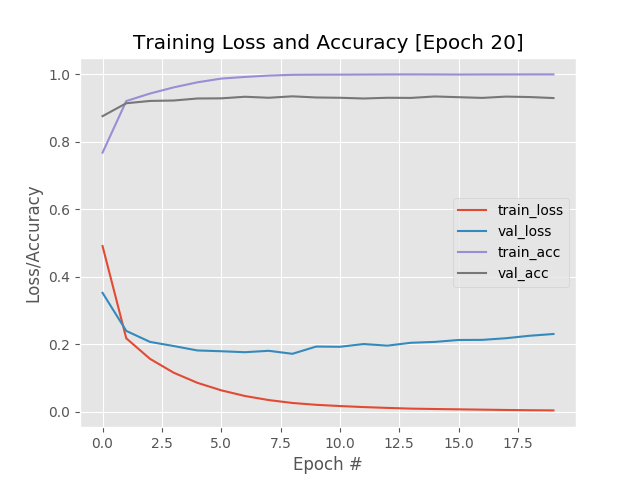 Training Loss and Accuracy [Epoch 20]
Loss/Accuracy
1.0
0.8
0.6
0.4
0.2
0.0
train_loss
val_loss
train_acc
val_acc
0.0 2.5 5.0 7.5 10.0 12.5 15.0 17.5
Epoch #